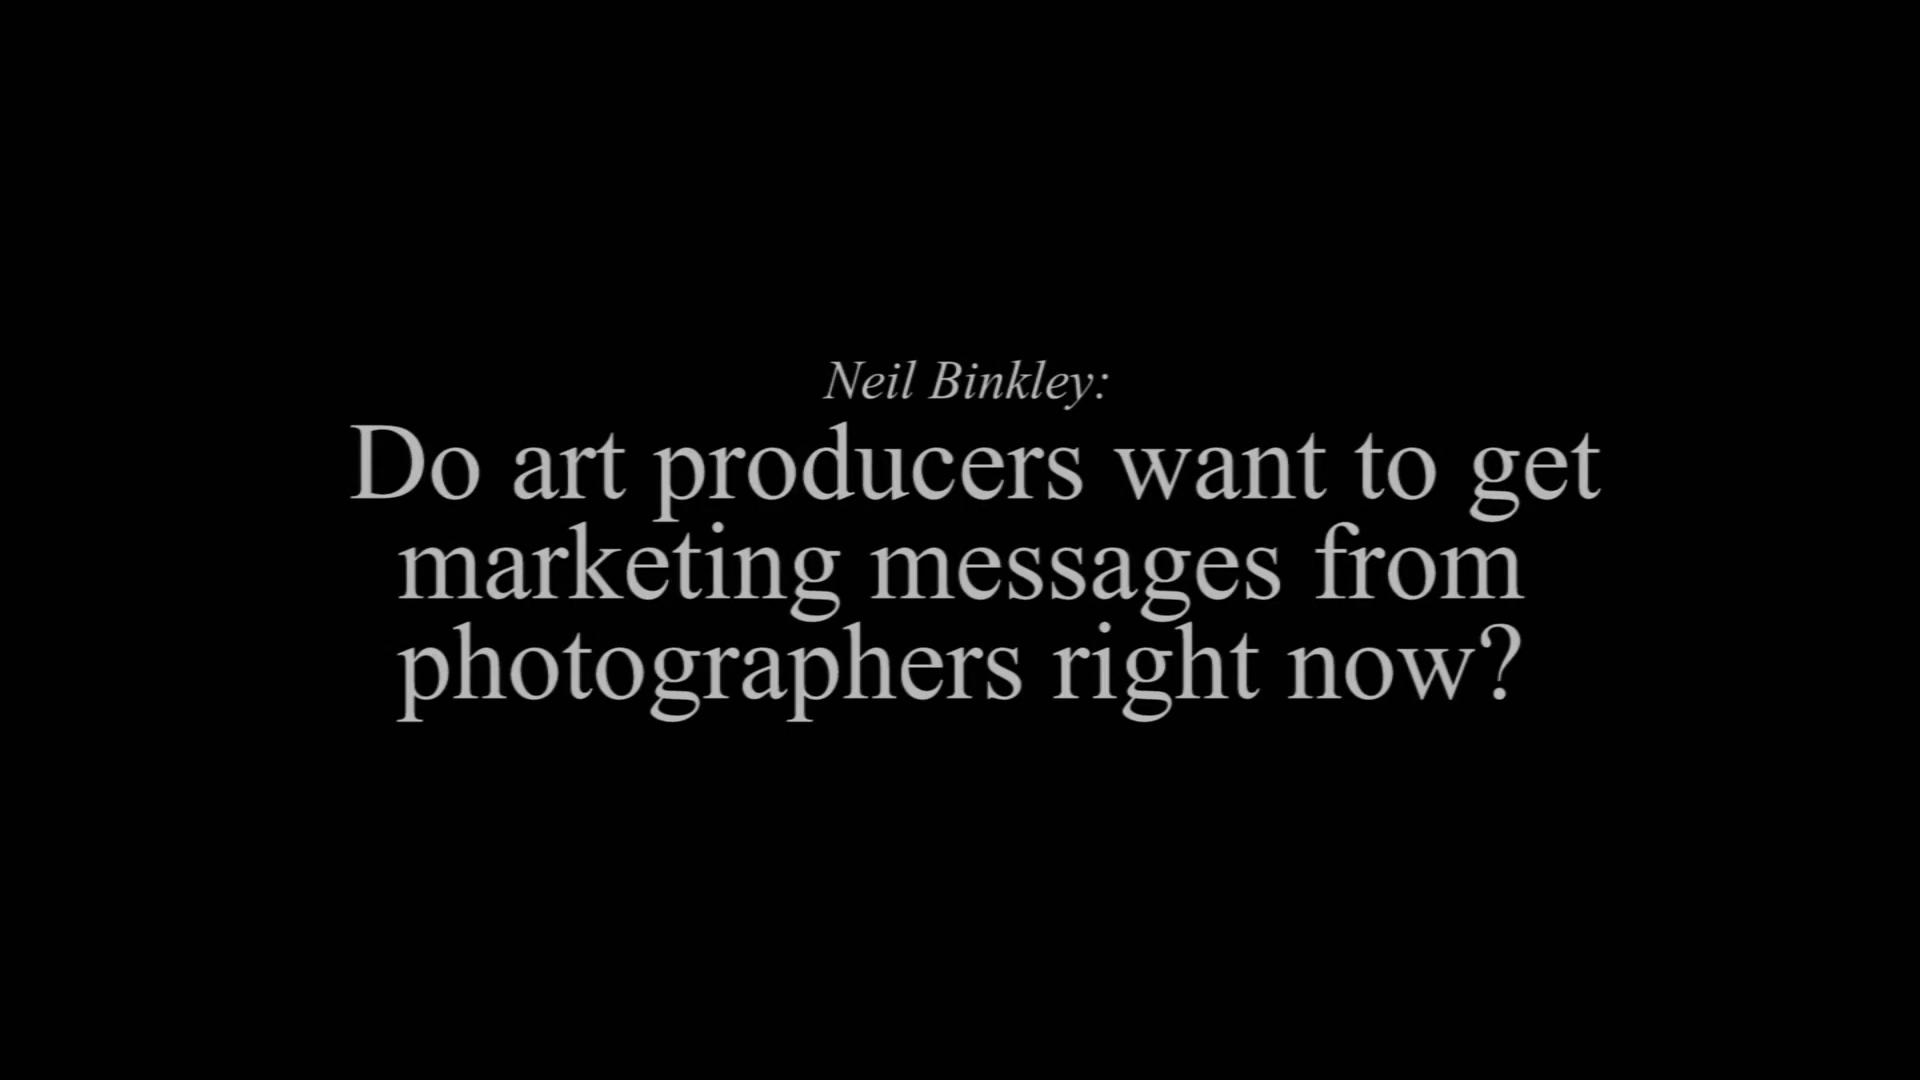 Neil Binkley:
Do art producers want to get
marketing messages from
photographers right now?